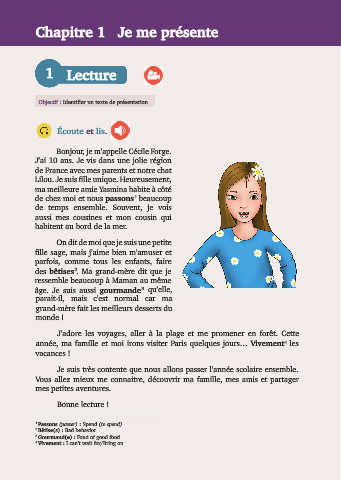 Chapitre 1 Je me présente
1 Lecture
Objectif : Identifier un texte de présentation
Écoute et lis.
Bonjour, je m'appelle Cécile Forge.
J'ai 10 ans. Je vis dans une jolie région
de France avec mes parents et notre chat
Lilou. Je suis fille unique. Heureusement,
ma meilleure amie Yasmina habite à côté
de chez moi et nous passons¹ beaucoup
de temps ensemble. Souvent, je vois
aussi mes cousines et mon cousin qui
habitent au bord de la mer.
On dit de moi que je suis une petite
fille sage, mais j'aime bien m'amuser et
parfois, comme tous les enfants, faire
des bêtises². Ma grand-mère dit que je
ressemble beaucoup à Maman au même
âge. Je suis aussi gourmande³ qu'elle,
paraît-il, mais c'est normal car ma
grand-mère fait les meilleurs desserts du
monde !
J'adore les voyages, aller à la plage et me promener en forêt. Cette
année, ma famille et moi irons visiter Paris quelques jours... Vivement⁴ les
vacances !
Je suis très contente que nous allons passer l'année scolaire ensemble.
Vous allez mieux me connaître, découvrir ma famille, mes amis et partager
mes petites aventures.
Bonne lecture !
¹ Passons (passer) : Spend (to spend)
² Bêtise(s) : Bad behavior
³ Gourmand(e) : Fond of good food
⁴ Vivement : I can't wait for/Bring on